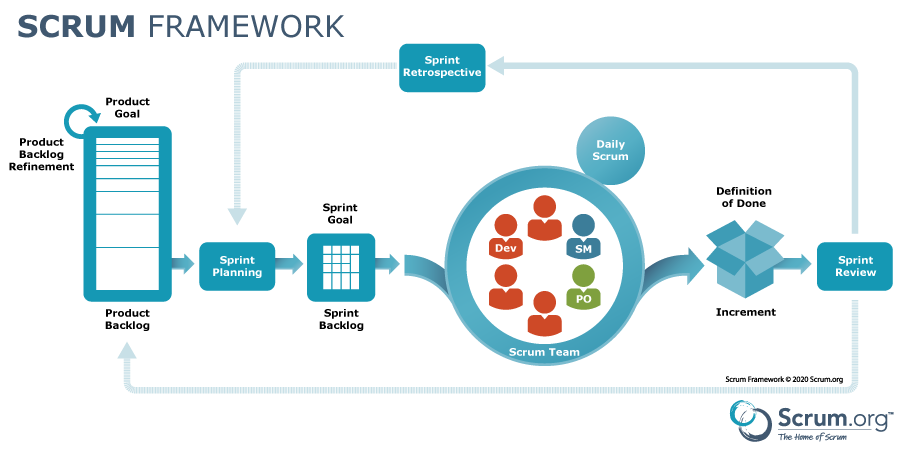 SCRUM FRAMEWORK
Sprint
Retrospective
Product
Goal
Product
Backlog
Refinement
Daily
Scrum
Sprint
Goal
Definition
of Done
Dev
SM
Sprint
Planning
Sprint
Review
PO
Product
Backlog
Sprint
Backlog
Increment
Scrum Team
Scrum Framework © 2020 Scrum.org
Scrum.org™
The Home of Scrum